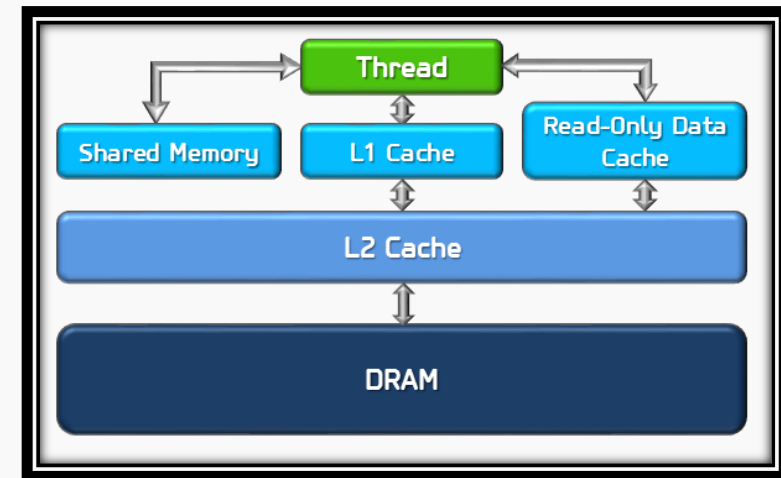 Thread
Shared Memory
L1 Cache
Read-Only Data
Cache
L2 Cache
DRAM